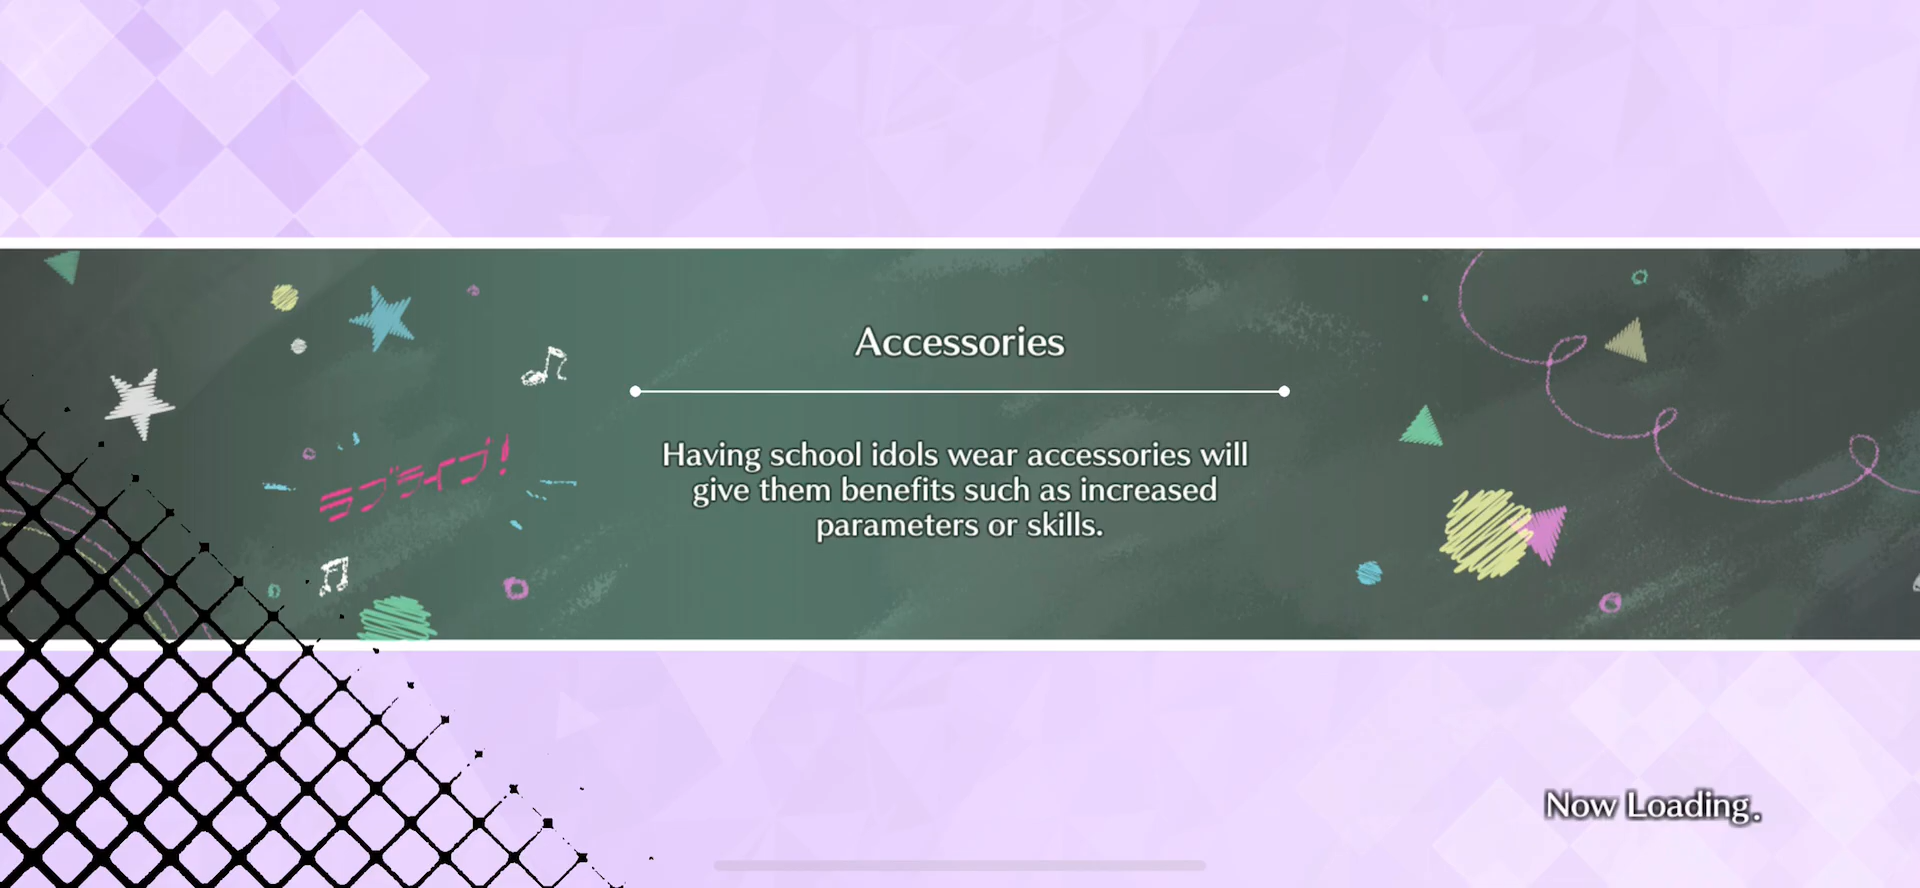 Accessories
ラブライブ!
Having school idols wear accessories will
give them benefits such as increased
parameters or skills.
Now Loading.